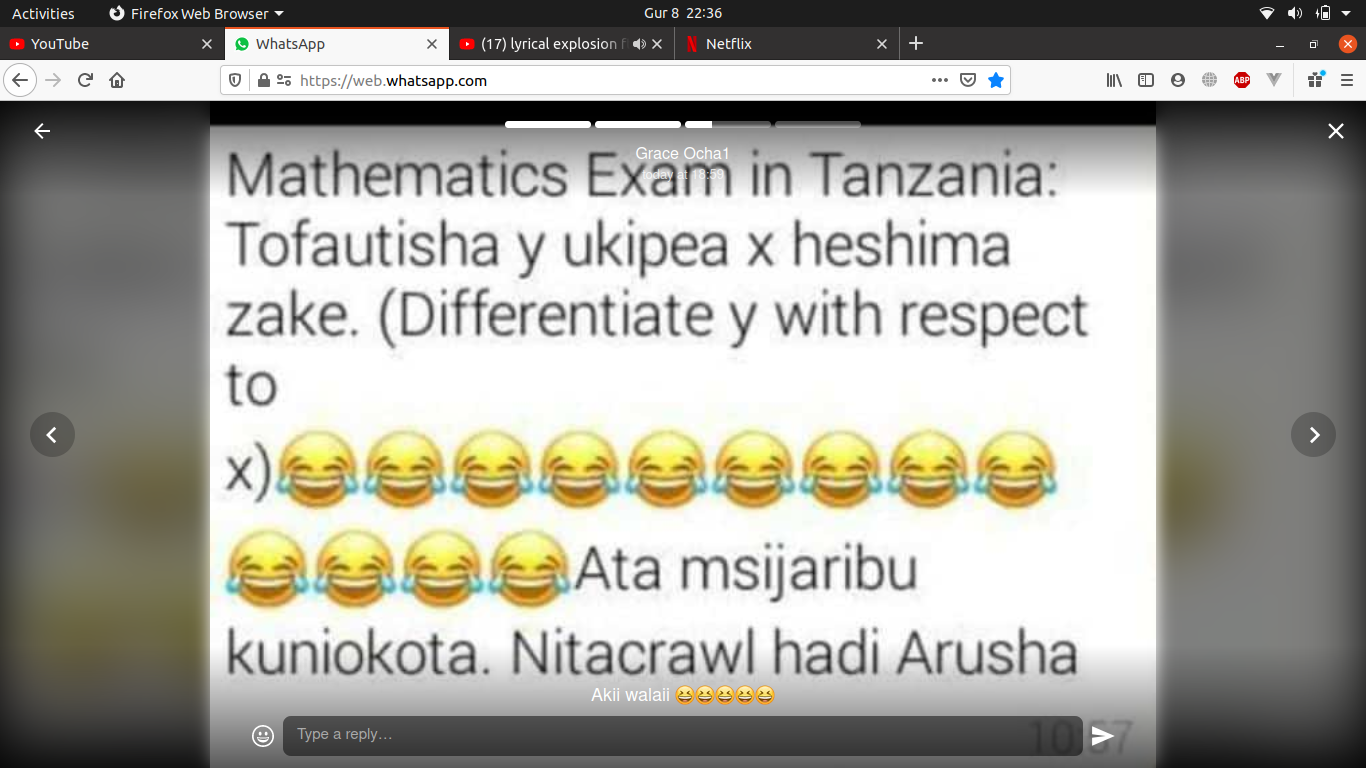 Activities Firefox Web Browser Gur 8 22:36
YouTube WhatsApp (17) lyrical explosion Netflix
https://web.whatsapp.com ABP
Grace Ocha1
today at 18:59
Mathematics Exam in Tanzania:
Tofautisha y ukipea x heshima
zake. (Differentiate y with respect
to
x)😂😂😂😂😂😂😂😂😂
😂😂😂😂Ata msijaribu
kuniokota. Nitacrawl hadi Arusha
Akii walaii 😆😆😆😆😆
Type a reply...
10:57